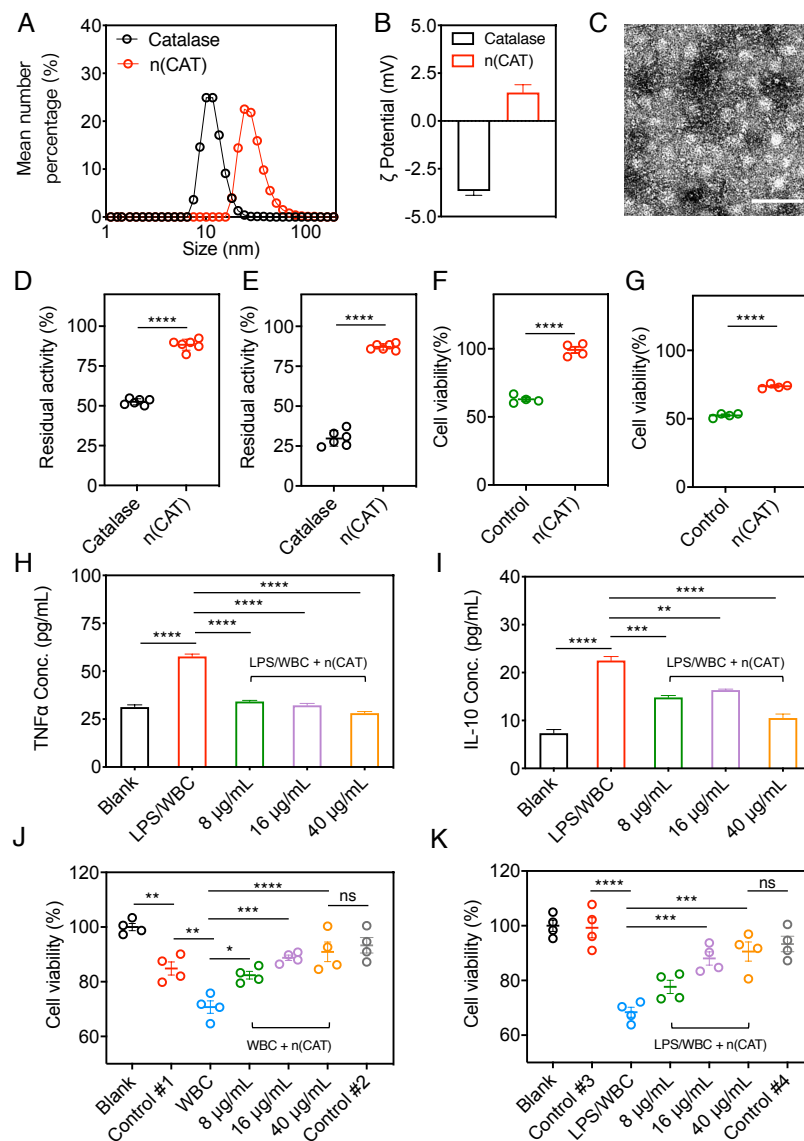 A
Mean number
percentage (%)
40
30
20
10
0
1
10
100
Size (nm)
Catalase
n(CAT)
B
ζ Potential (mV)
5.0
2.5
0.0
-2.5
-5.0
Catalase
n(CAT)
C
D
Residual activity (%)
100
75
50
25
0
****
Catalase
n(CAT)
E
Residual activity (%)
100
75
50
25
0
****
Catalase
n(CAT)
F
Cell viability(%)
100
50
0
****
Control
n(CAT)
G
Cell viability(%)
100
50
0
****
Control
n(CAT)
H
TNFα Conc. (pg/mL)
100
75
50
25
0
****
****
****
****
LPS/WBC + n(CAT)
Blank
LPS/WBC
8 μg/mL
16 μg/mL
40 μg/mL
I
IL-10 Conc. (pg/mL)
40
30
20
10
0
****
**
***
****
LPS/WBC + n(CAT)
Blank
LPS/WBC
8 μg/mL
16 μg/mL
40 μg/mL
J
Cell viability (%)
120
100
80
60
**
**
****
***
*
ns
WBC + n(CAT)
Blank
Control #1
WBC
8 μg/mL
16 μg/mL
40 μg/mL
Control #2
K
Cell viability (%)
120
100
80
60
****
***
***
ns
LPS/WBC + n(CAT)
Blank
Control #3
LPS/WBC
8 μg/mL
16 μg/mL
40 μg/mL
Control #4